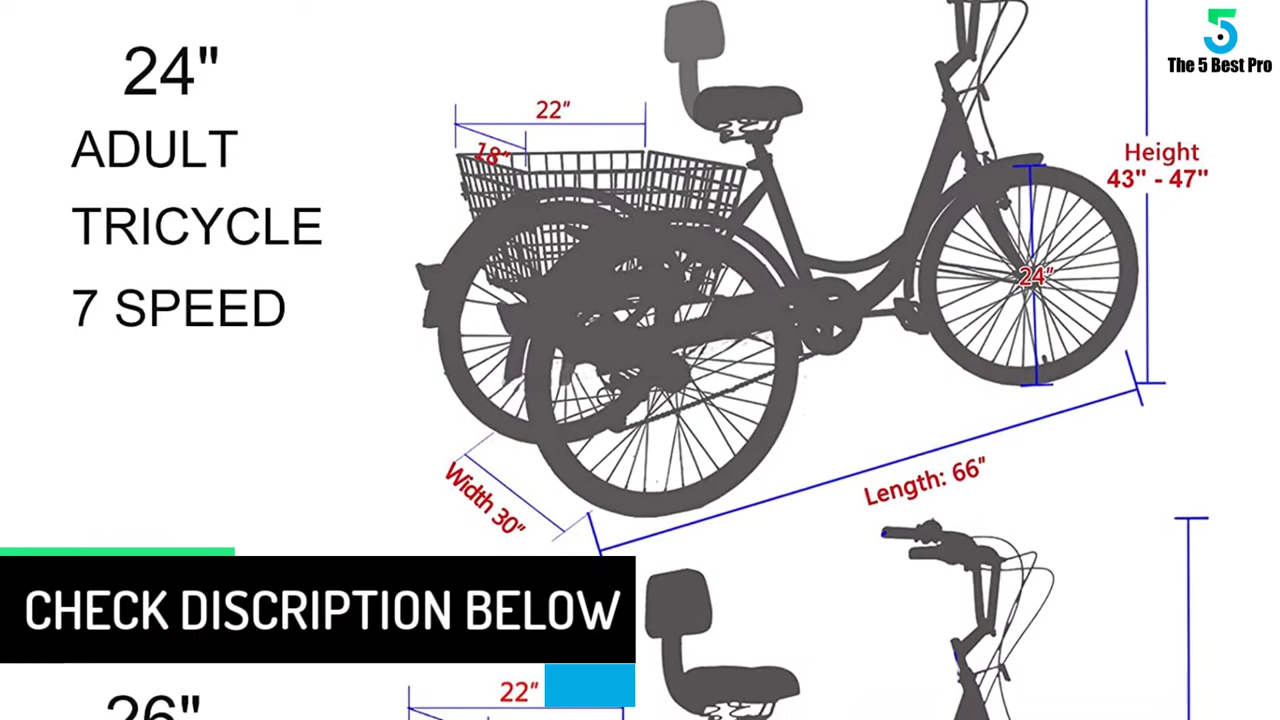 24"
ADULT
TRICYCLE
7 SPEED
22"
18"
5
The 5 Best Pro
Height
43" - 47"
24"
Width 30"
Length: 66"
CHECK DISCRIPTION BELOW
22"
26"